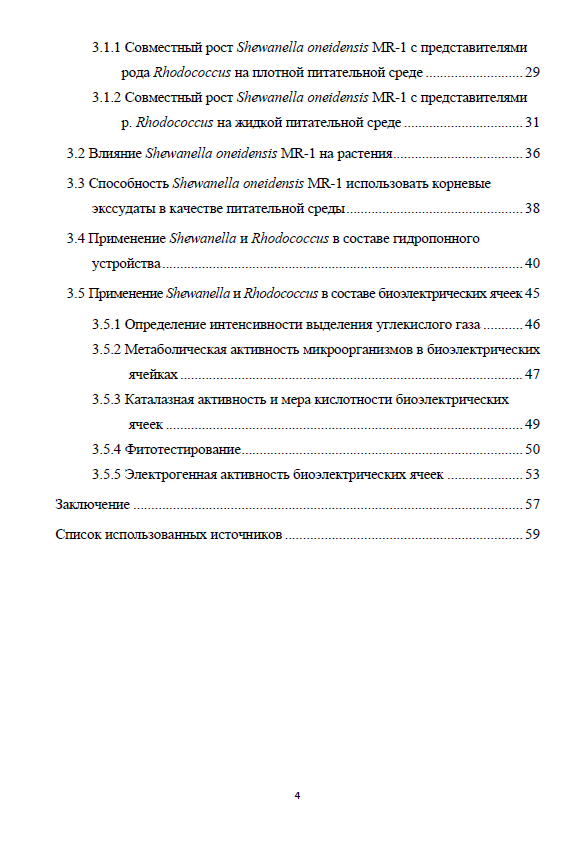 3.1.1 Совместный рост Shewanella oneidensis MR-1 с представителями
рода Rhodococcus на плотной питательной среде ........................... 29
3.1.2 Совместный рост Shewanella oneidensis MR-1 с представителями
р. Rhodococcus на жидкой питательной среде ................................. 31
3.2 Влияние Shewanella oneidensis MR-1 на растения................................... 36
3.3 Способность Shewanella oneidensis MR-1 использовать корневые
экссудаты в качестве питательной среды................................................ 38
3.4 Применение Shewanella и Rhodococcus в составе гидропонного
устройства..................................................................................................... 40
3.5 Применение Shewanella и Rhodococcus в составе биоэлектрических ячеек 45
3.5.1 Определение интенсивности выделения углекислого газа ........... 46
3.5.2 Метаболическая активность микроорганизмов в биоэлектрических
ячейках ................................................................................................ 47
3.5.3 Каталазная активность и мера кислотности биоэлектрических
ячеек .................................................................................................... 49
3.5.4 Фитотестирование............................................................................... 50
3.5.5 Электрогенная активность биоэлектрических ячеек ..................... 53
Заключение ............................................................................................................. 57
Список использованных источников ................................................................... 59
4